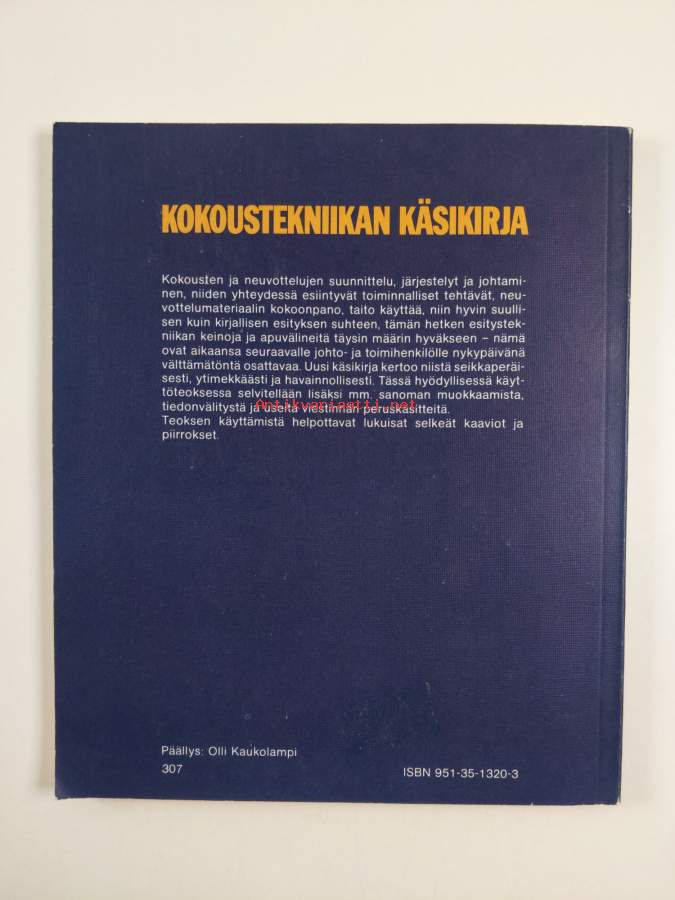 KOKOUSTEKNIIKAN KÄSIKIRJA
Kokousten ja neuvottelujen suunnittelu, järjestelyt ja johtami-
nen, niiden yhteydessä esiintyvät toiminnalliset tehtävät, neu-
vottelumateriaalin kokoonpano, taito käyttää, niin hyvin suulli-
sen kuin kirjallisen esityksen suhteen, tämän hetken esitystek-
niikan keinoja ja apuvälineitä täysin määrin hyväkseen – nämä
ovat aikaansa seuraavalle johto- ja toimihenkilölle nykypäivänä
välttämätöntä osattavaa. Uusi käsikirja kertoo niistä seikkaperäi-
sesti, ytimekkäästi ja havainnollisesti. Tässä hyödyllisessä käyt-
töteoksessa selvitellään lisäksi mm. sanoman muokkaamista,
Antikvariaatti.net
tiedonvälitystä ja useita viestinnän peruskäsitteitä.
Teoksen käyttämistä helpottavat lukuisat selkeät kaaviot ja
piirrokset.
Päällys: Olli Kaukolampi
307
ISBN 951-35-1320-3